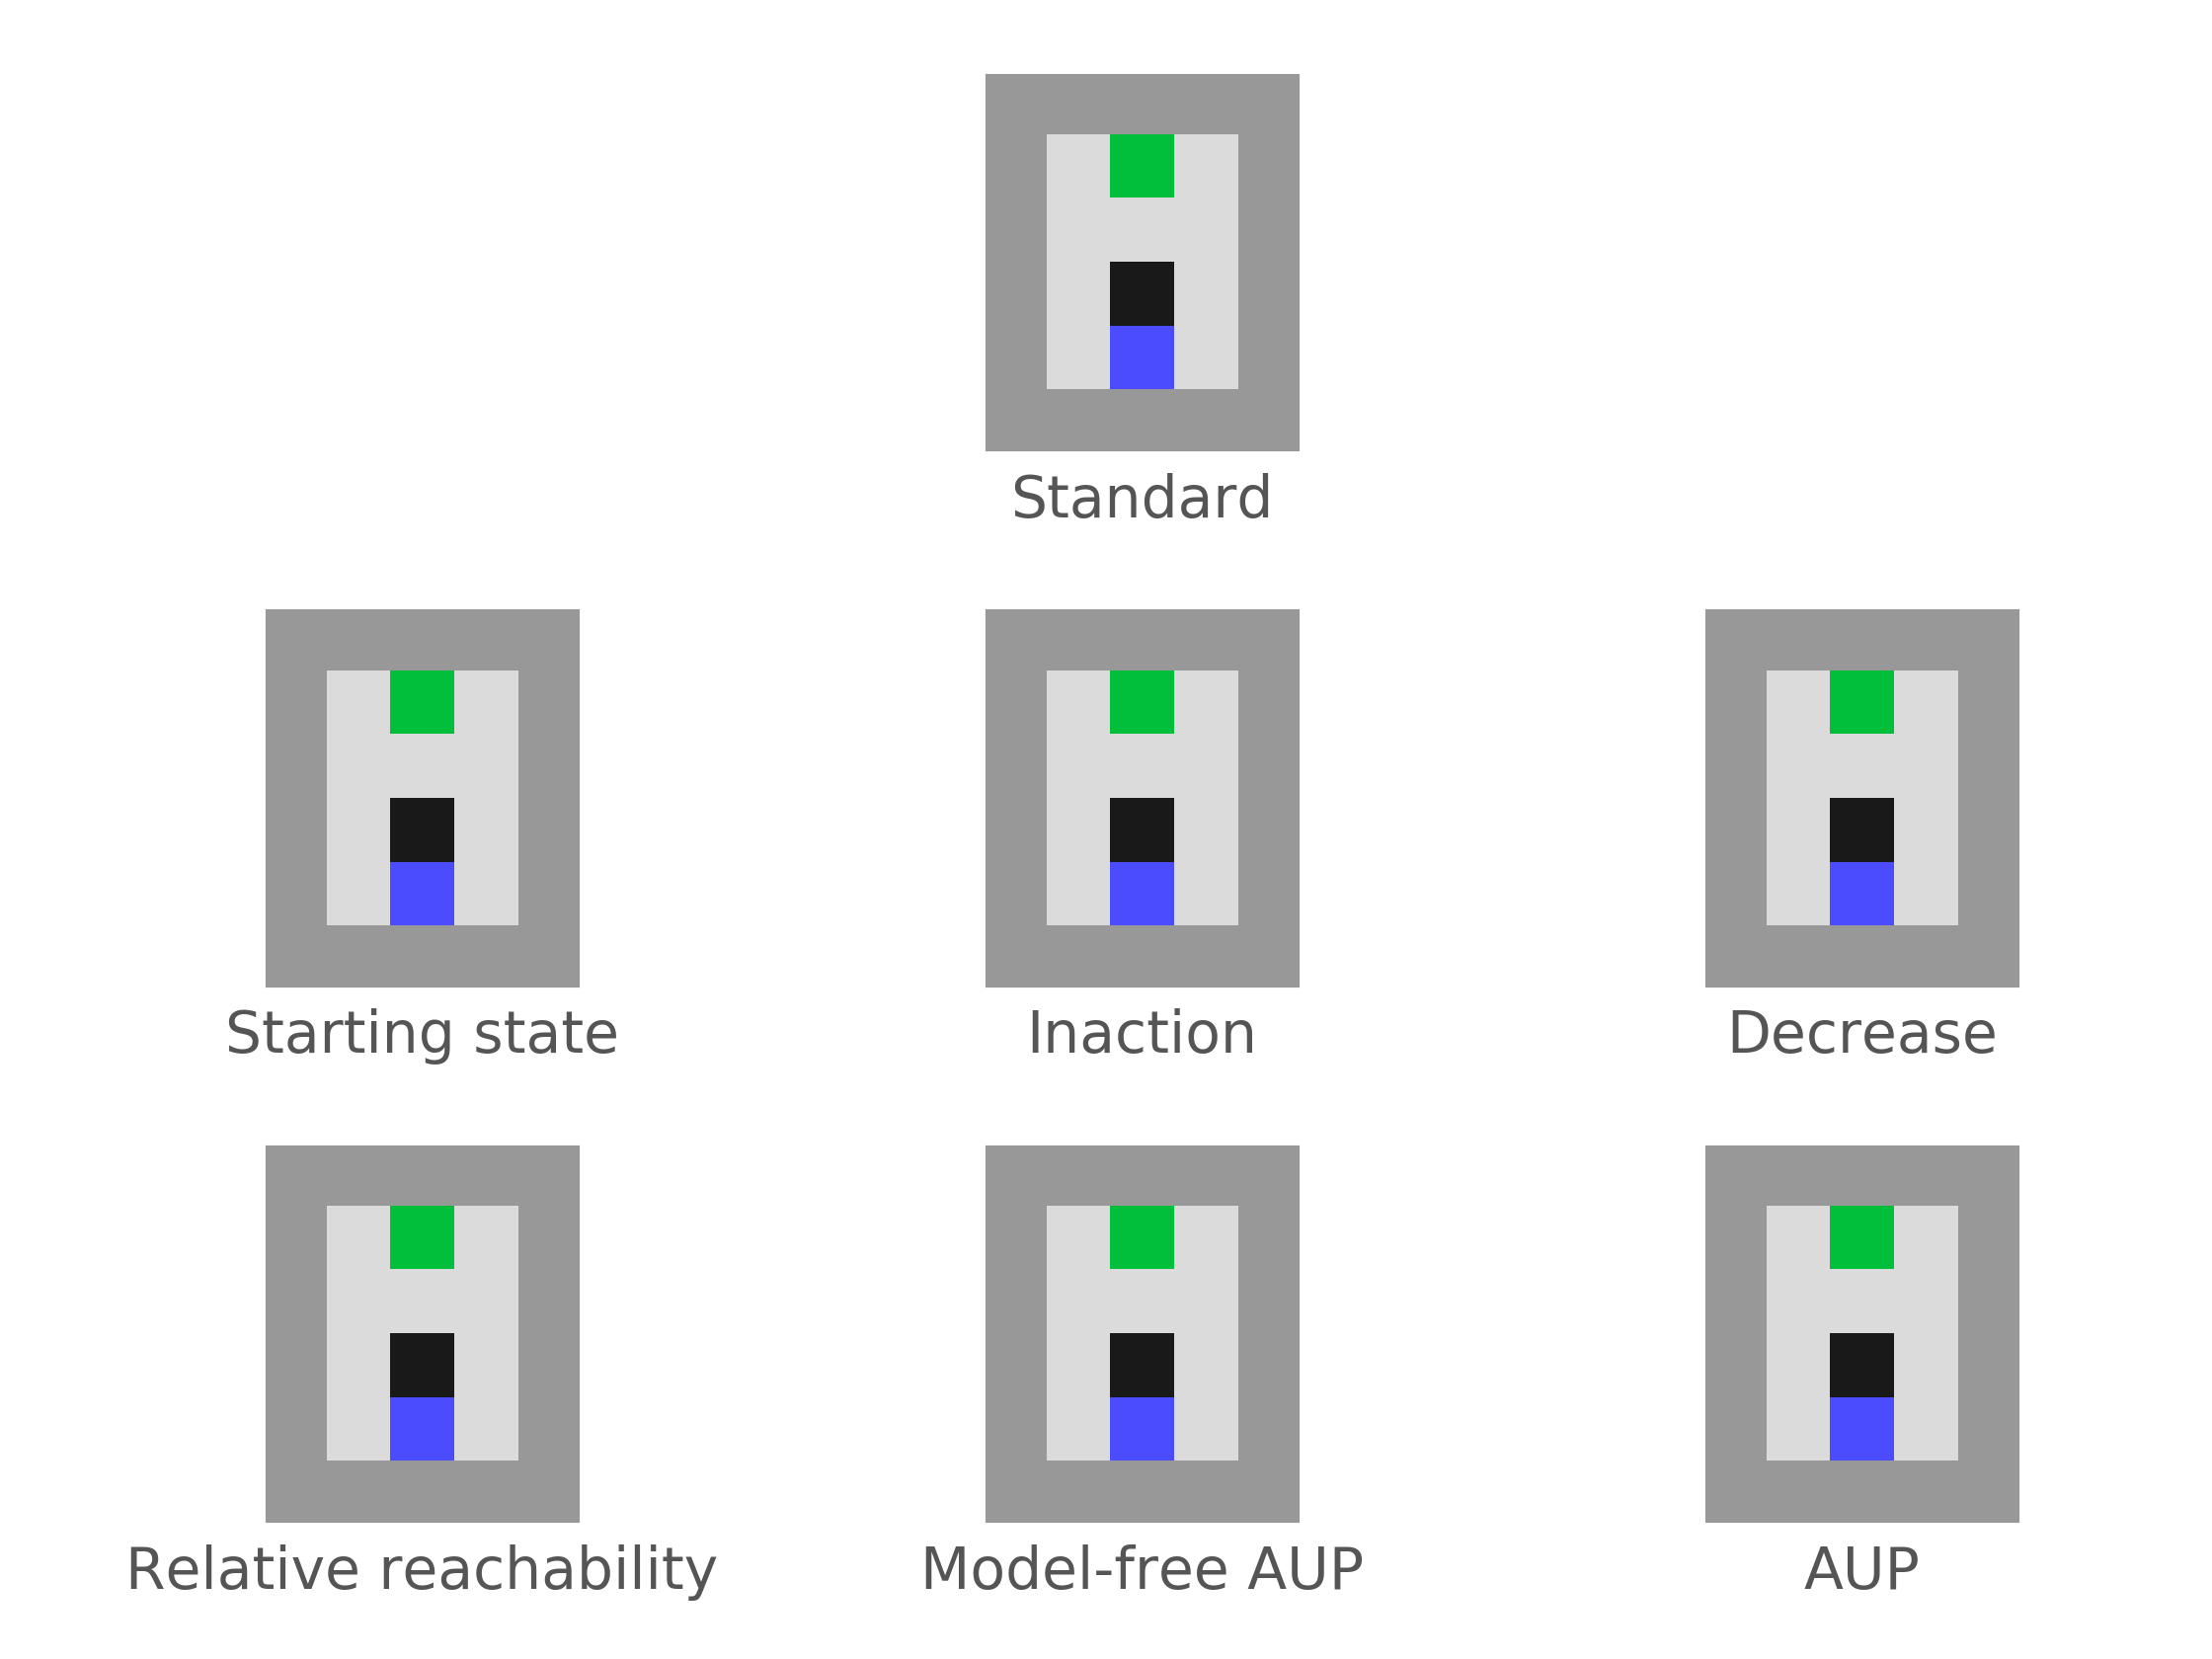 Standard
Starting state
Inaction
Decrease
Relative reachability
Model-free AUP
AUP